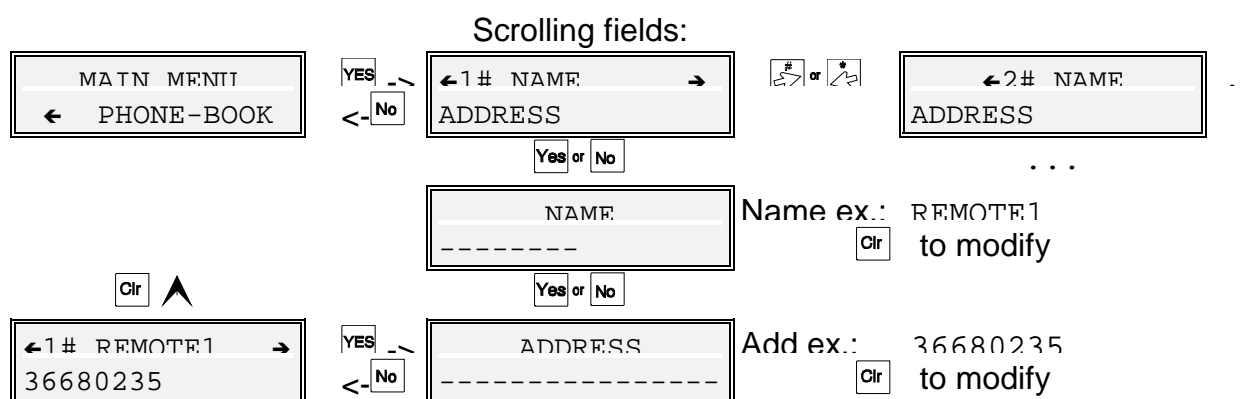 Scrolling fields:
MAIN MENU YES -> ←1# NAME → # or * ←2# NAME .
← PHONE-BOOK <- No ADDRESS ADDRESS
Yes or No ...
NAME Name ex.: REMOTE1
-------- Clr to modify
Clr Yes or No
←1# REMOTE1 → YES -> ADDRESS Add ex.: 36680235
36680235 <- No ---------------- Clr to modify